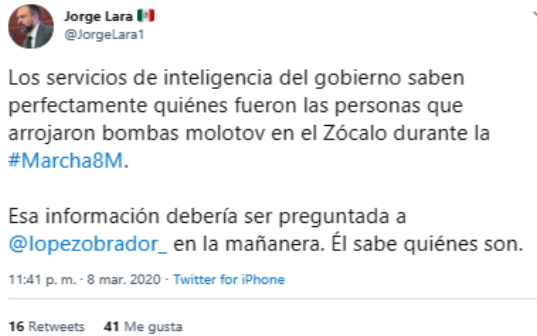 Jorge Lara 🇲🇽
@JorgeLara1
Los servicios de inteligencia del gobierno saben
perfectamente quiénes fueron las personas que
arrojaron bombas molotov en el Zócalo durante la
#Marcha8M.
Esa información debería ser preguntada a
@lopezobrador_ en la mañanera. Él sabe quiénes son.
11:41 p. m. · 8 mar. 2020 · Twitter for iPhone
16 Retweets 41 Me gusta